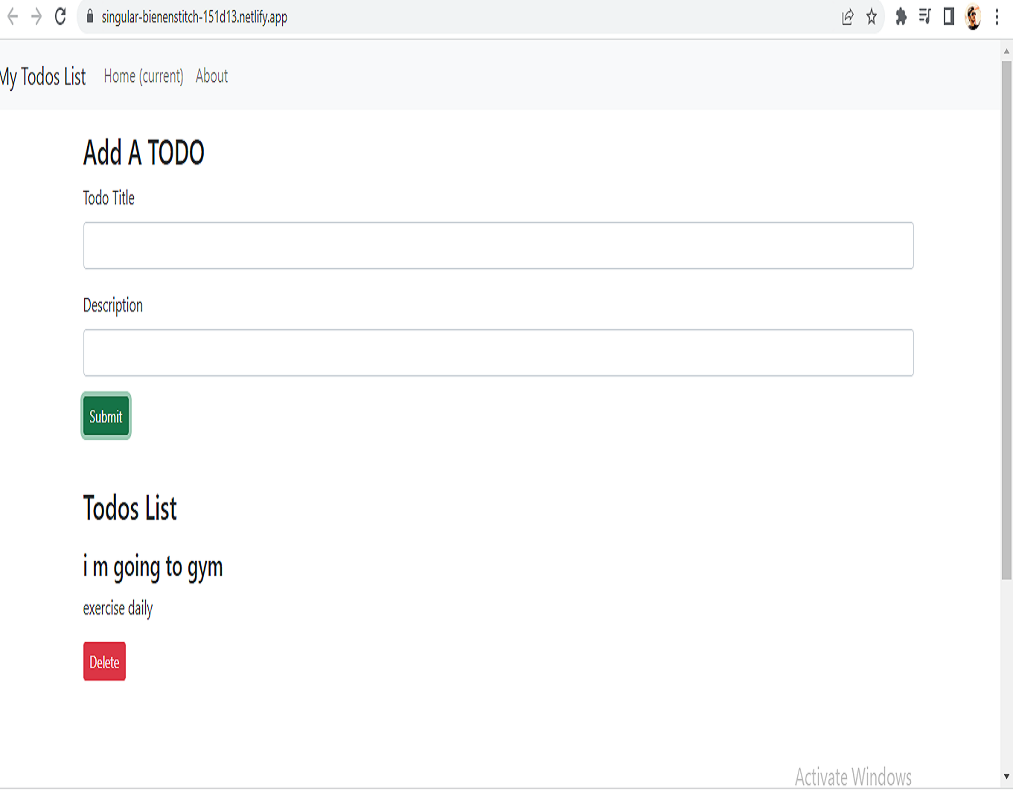 singular-bienenstitch-151d13.netlify.app
My Todos List Home (current) About
Add A TODO
Todo Title
Description
Submit
Todos List
i m going to gym
exercise daily
Delete
Activate Windows